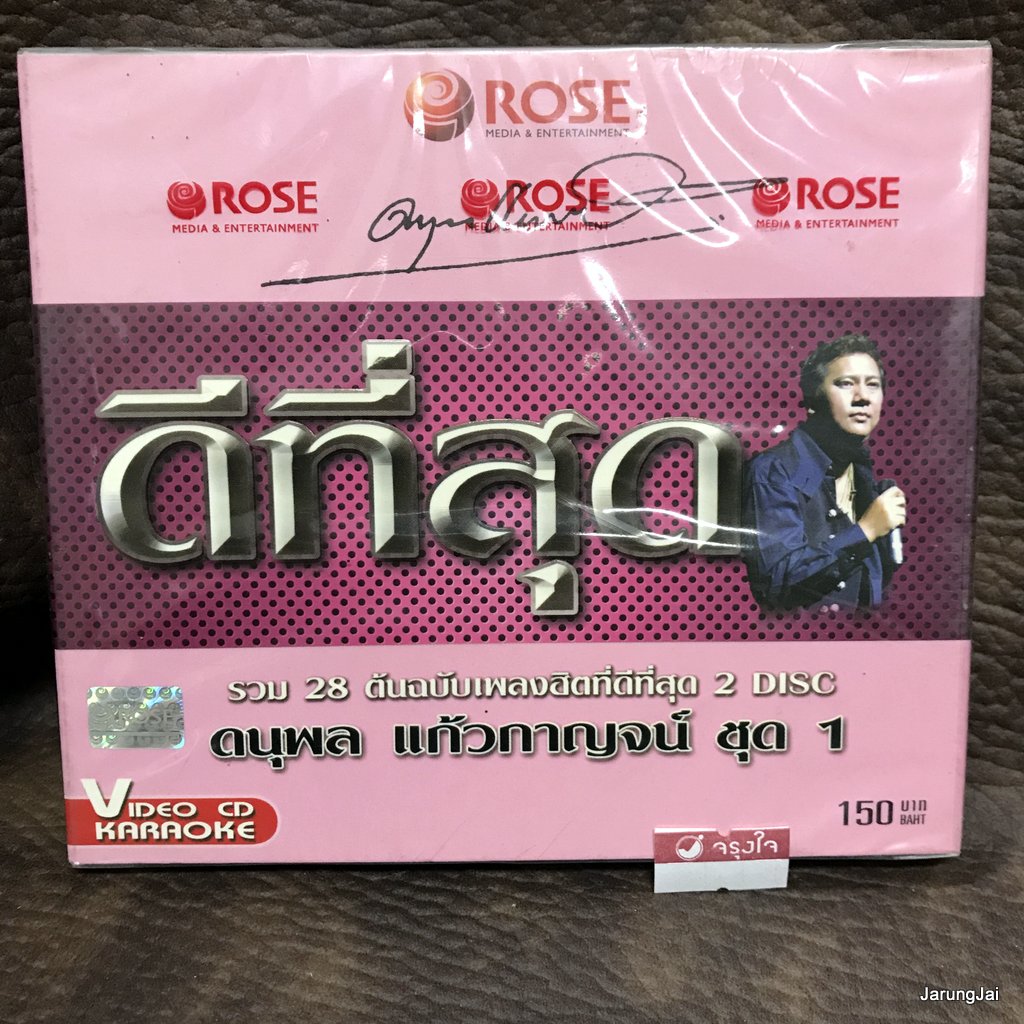 ROSE
MEDIA & ENTERTAINMENT
ROSE ROSE ROSE
MEDIA & ENTERTAINMENT MEDIA & ENTERTAINMENT MEDIA & ENTERTAINMENT
ดีที่สุด
รวม 28 ต้นฉบับเพลงฮิตที่ดีที่สุด 2 DISC
ดนุพล แก้วกาญจน์ ชุด 1
VIDEO CD
KARAOKE
150 บาท
BAHT
จรุงใจ
JarungJai